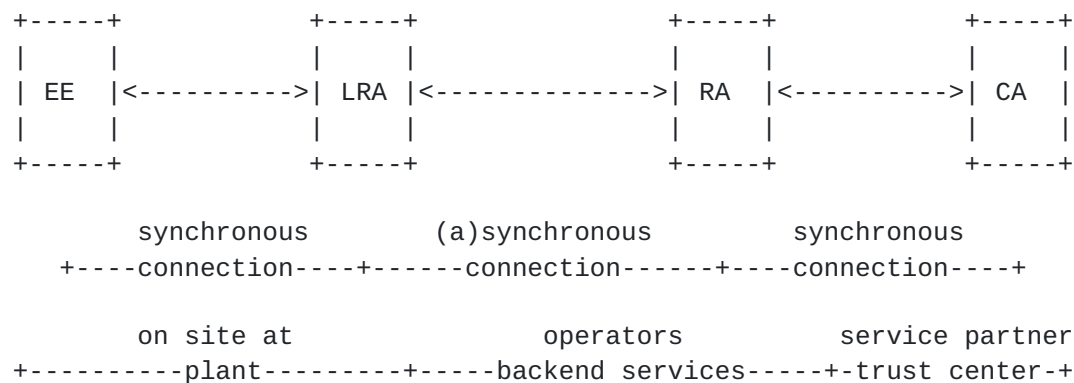 +-----+            +-----+                +-----+            +-----+
|     |            |     |                |     |            |     |
| EE  |<---------->| LRA |<-------------->| RA  |<---------->| CA  |
|     |            |     |                |     |            |     |
+-----+            +-----+                +-----+            +-----+
        synchronous        (a)synchronous         synchronous
   +----connection----+------connection------+----connection----+
        on site at                operators          service partner
+----------plant---------+-----backend services-----+-trust center-+